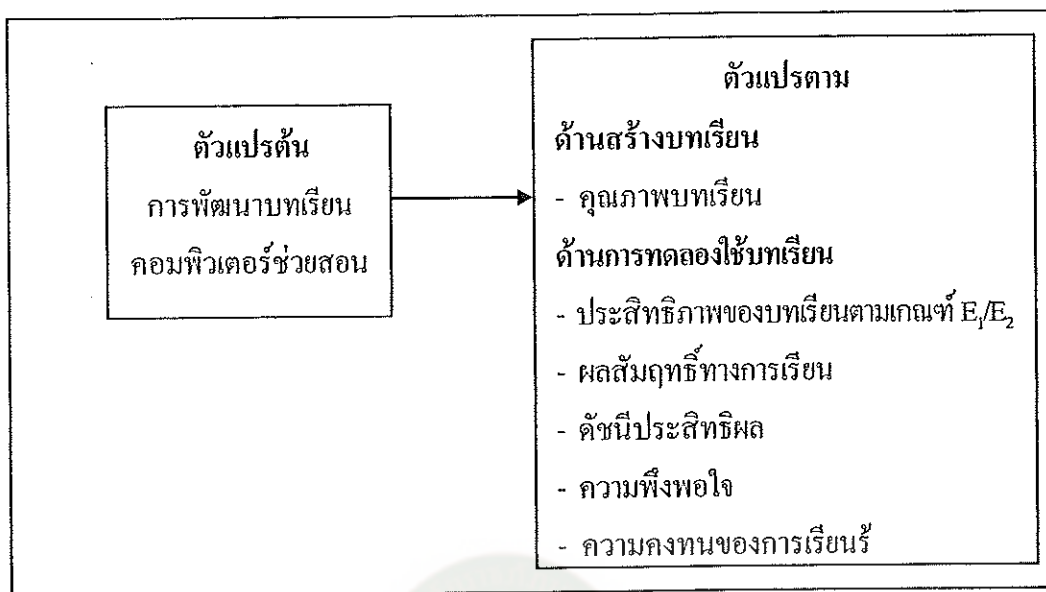 ตัวแปรต้น
การพัฒนาบทเรียน
คอมพิวเตอร์ช่วยสอน
ตัวแปรตาม
ด้านสร้างบทเรียน
- คุณภาพบทเรียน
ด้านการทดลองใช้บทเรียน
- ประสิทธิภาพของบทเรียนตามเกณฑ์ E₁/E₂
- ผลสัมฤทธิ์ทางการเรียน
- ดัชนีประสิทธิผล
- ความพึงพอใจ
- ความคงทนของการเรียนรู้